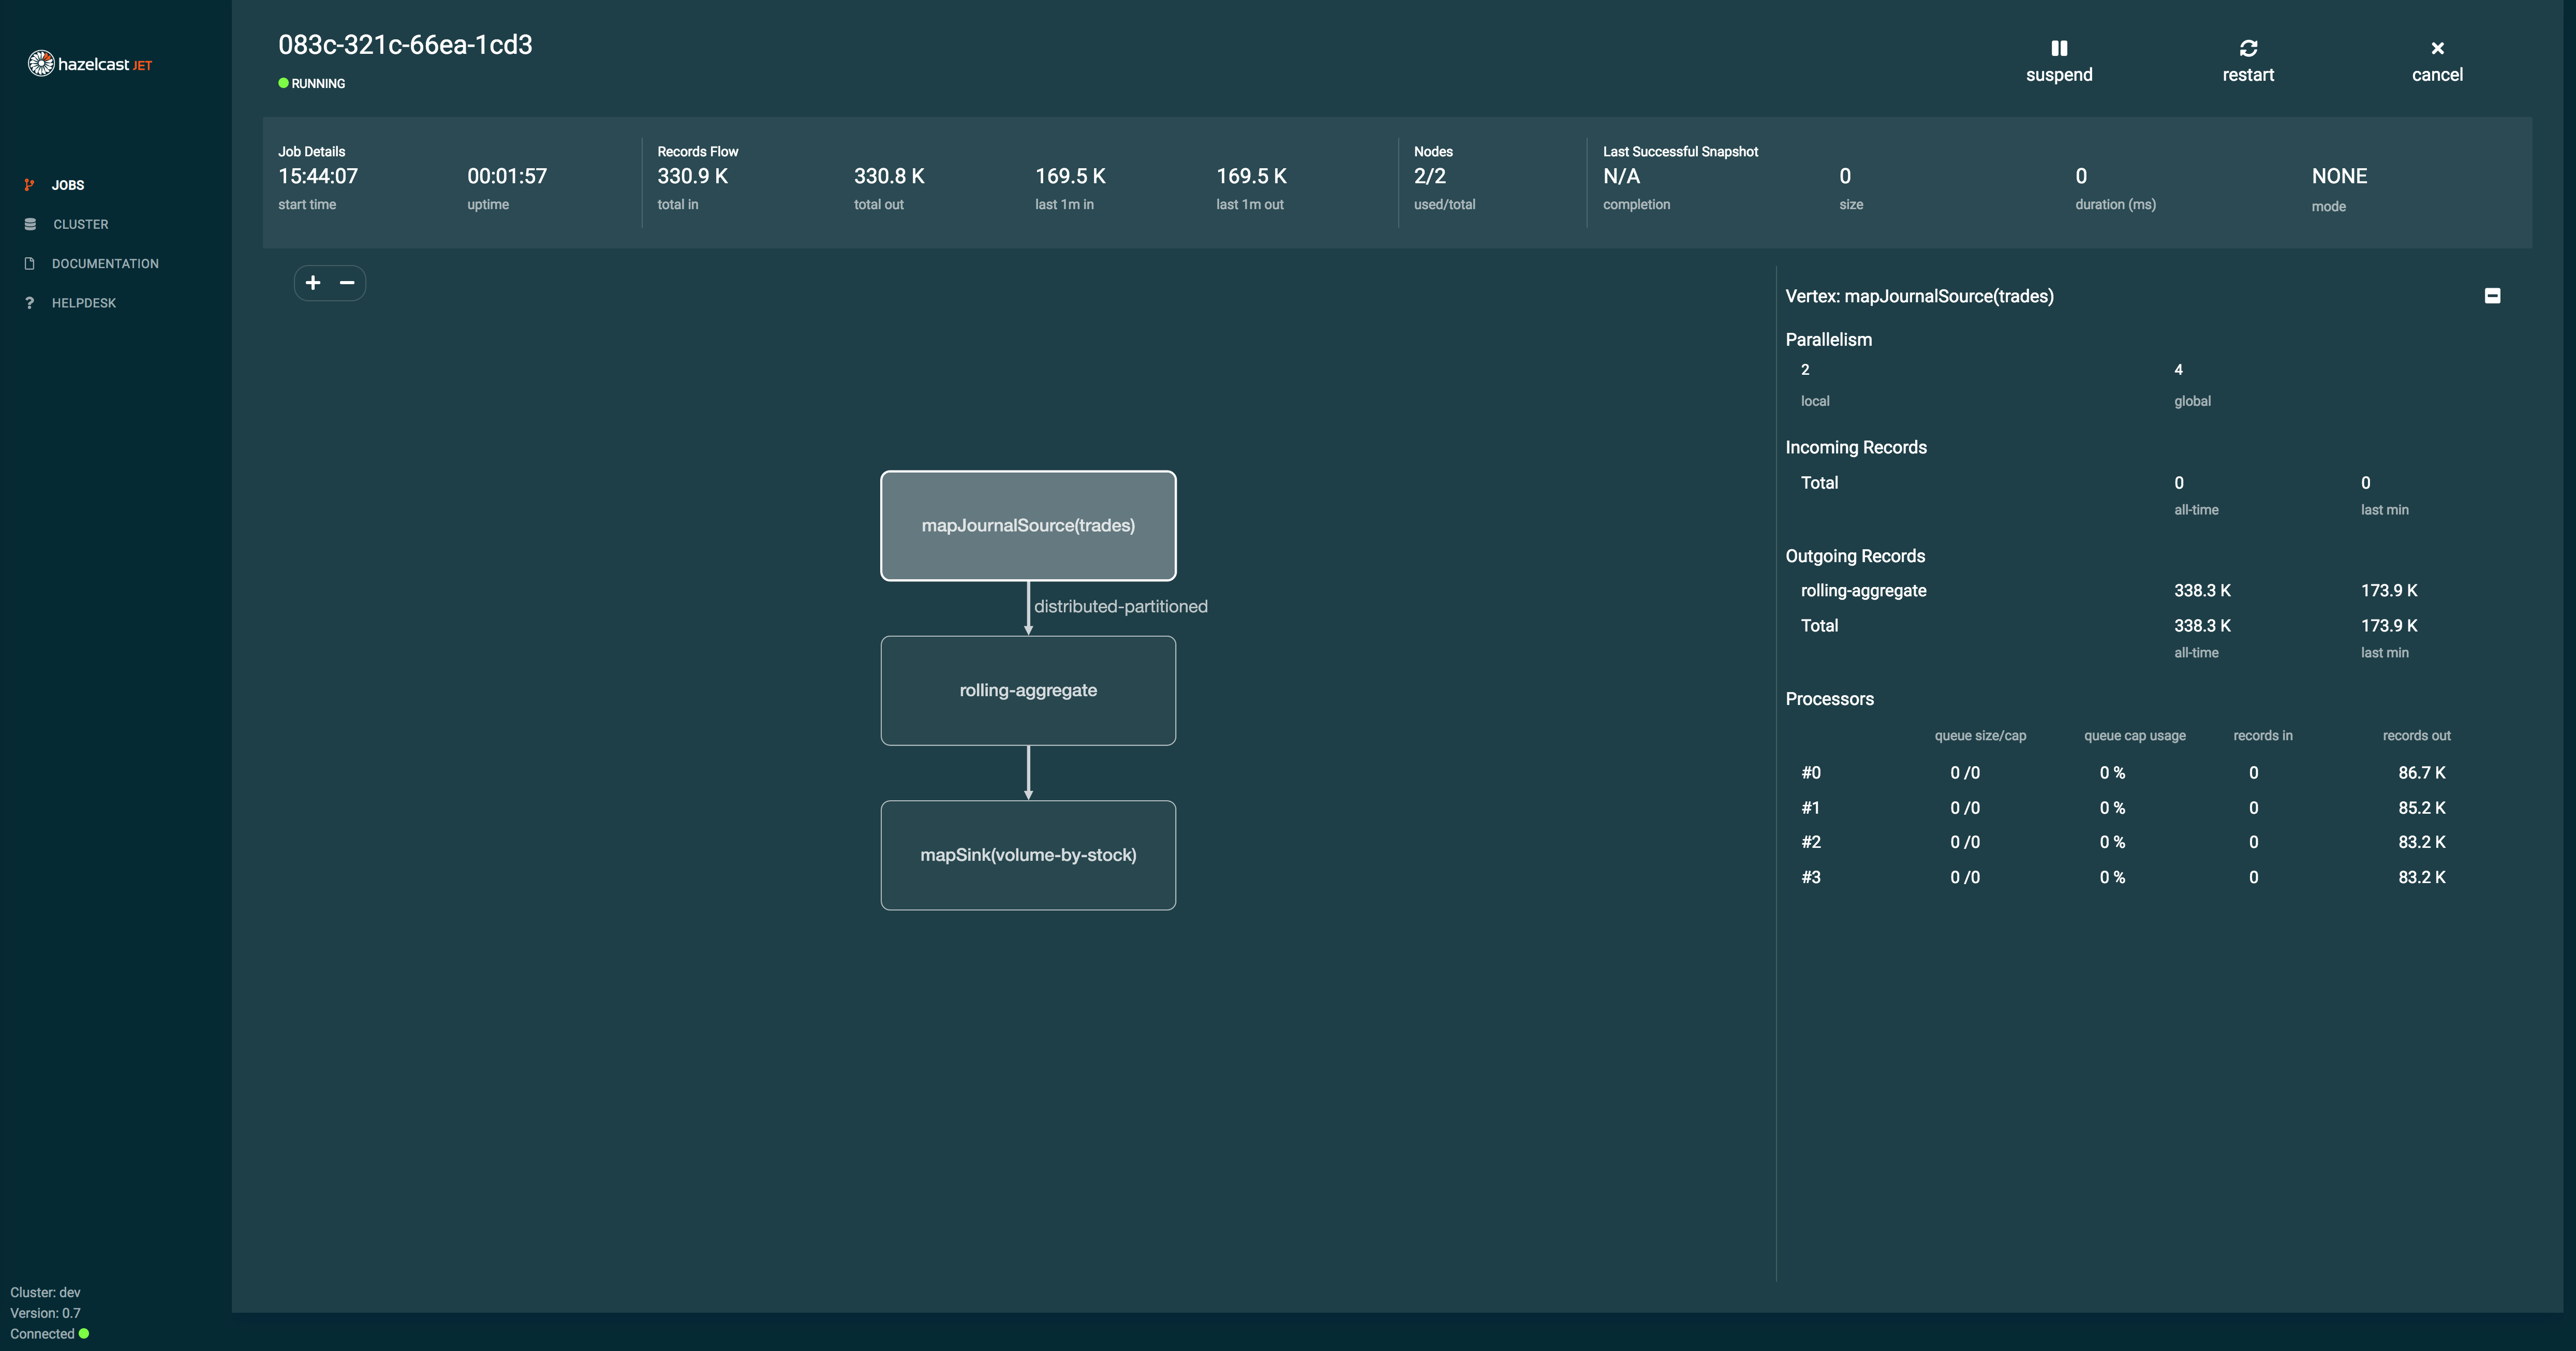 hazelcast JET
JOBS
CLUSTER
DOCUMENTATION
? HELPDESK
Cluster: dev
Version: 0.7
Connected
083c-321c-66ea-1cd3
RUNNING
suspend
restart
cancel
Job Details
15:44:07 00:01:57
start time uptime
Records Flow
330.9 K 330.8 K 169.5 K 169.5 K
total in total out last 1m in last 1m out
Nodes
2/2
used/total
Last Successful Snapshot
N/A 0 0 NONE
completion size duration (ms) mode
+ −
mapJournalSource(trades)
distributed-partitioned
rolling-aggregate
mapSink(volume-by-stock)
Vertex: mapJournalSource(trades)
Parallelism
2 4
local global
Incoming Records
Total 0 0
all-time last min
Outgoing Records
rolling-aggregate 338.3 K 173.9 K
Total 338.3 K 173.9 K
all-time last min
Processors
queue size/cap queue cap usage records in records out
#0 0 /0 0 % 0 86.7 K
#1 0 /0 0 % 0 85.2 K
#2 0 /0 0 % 0 83.2 K
#3 0 /0 0 % 0 83.2 K